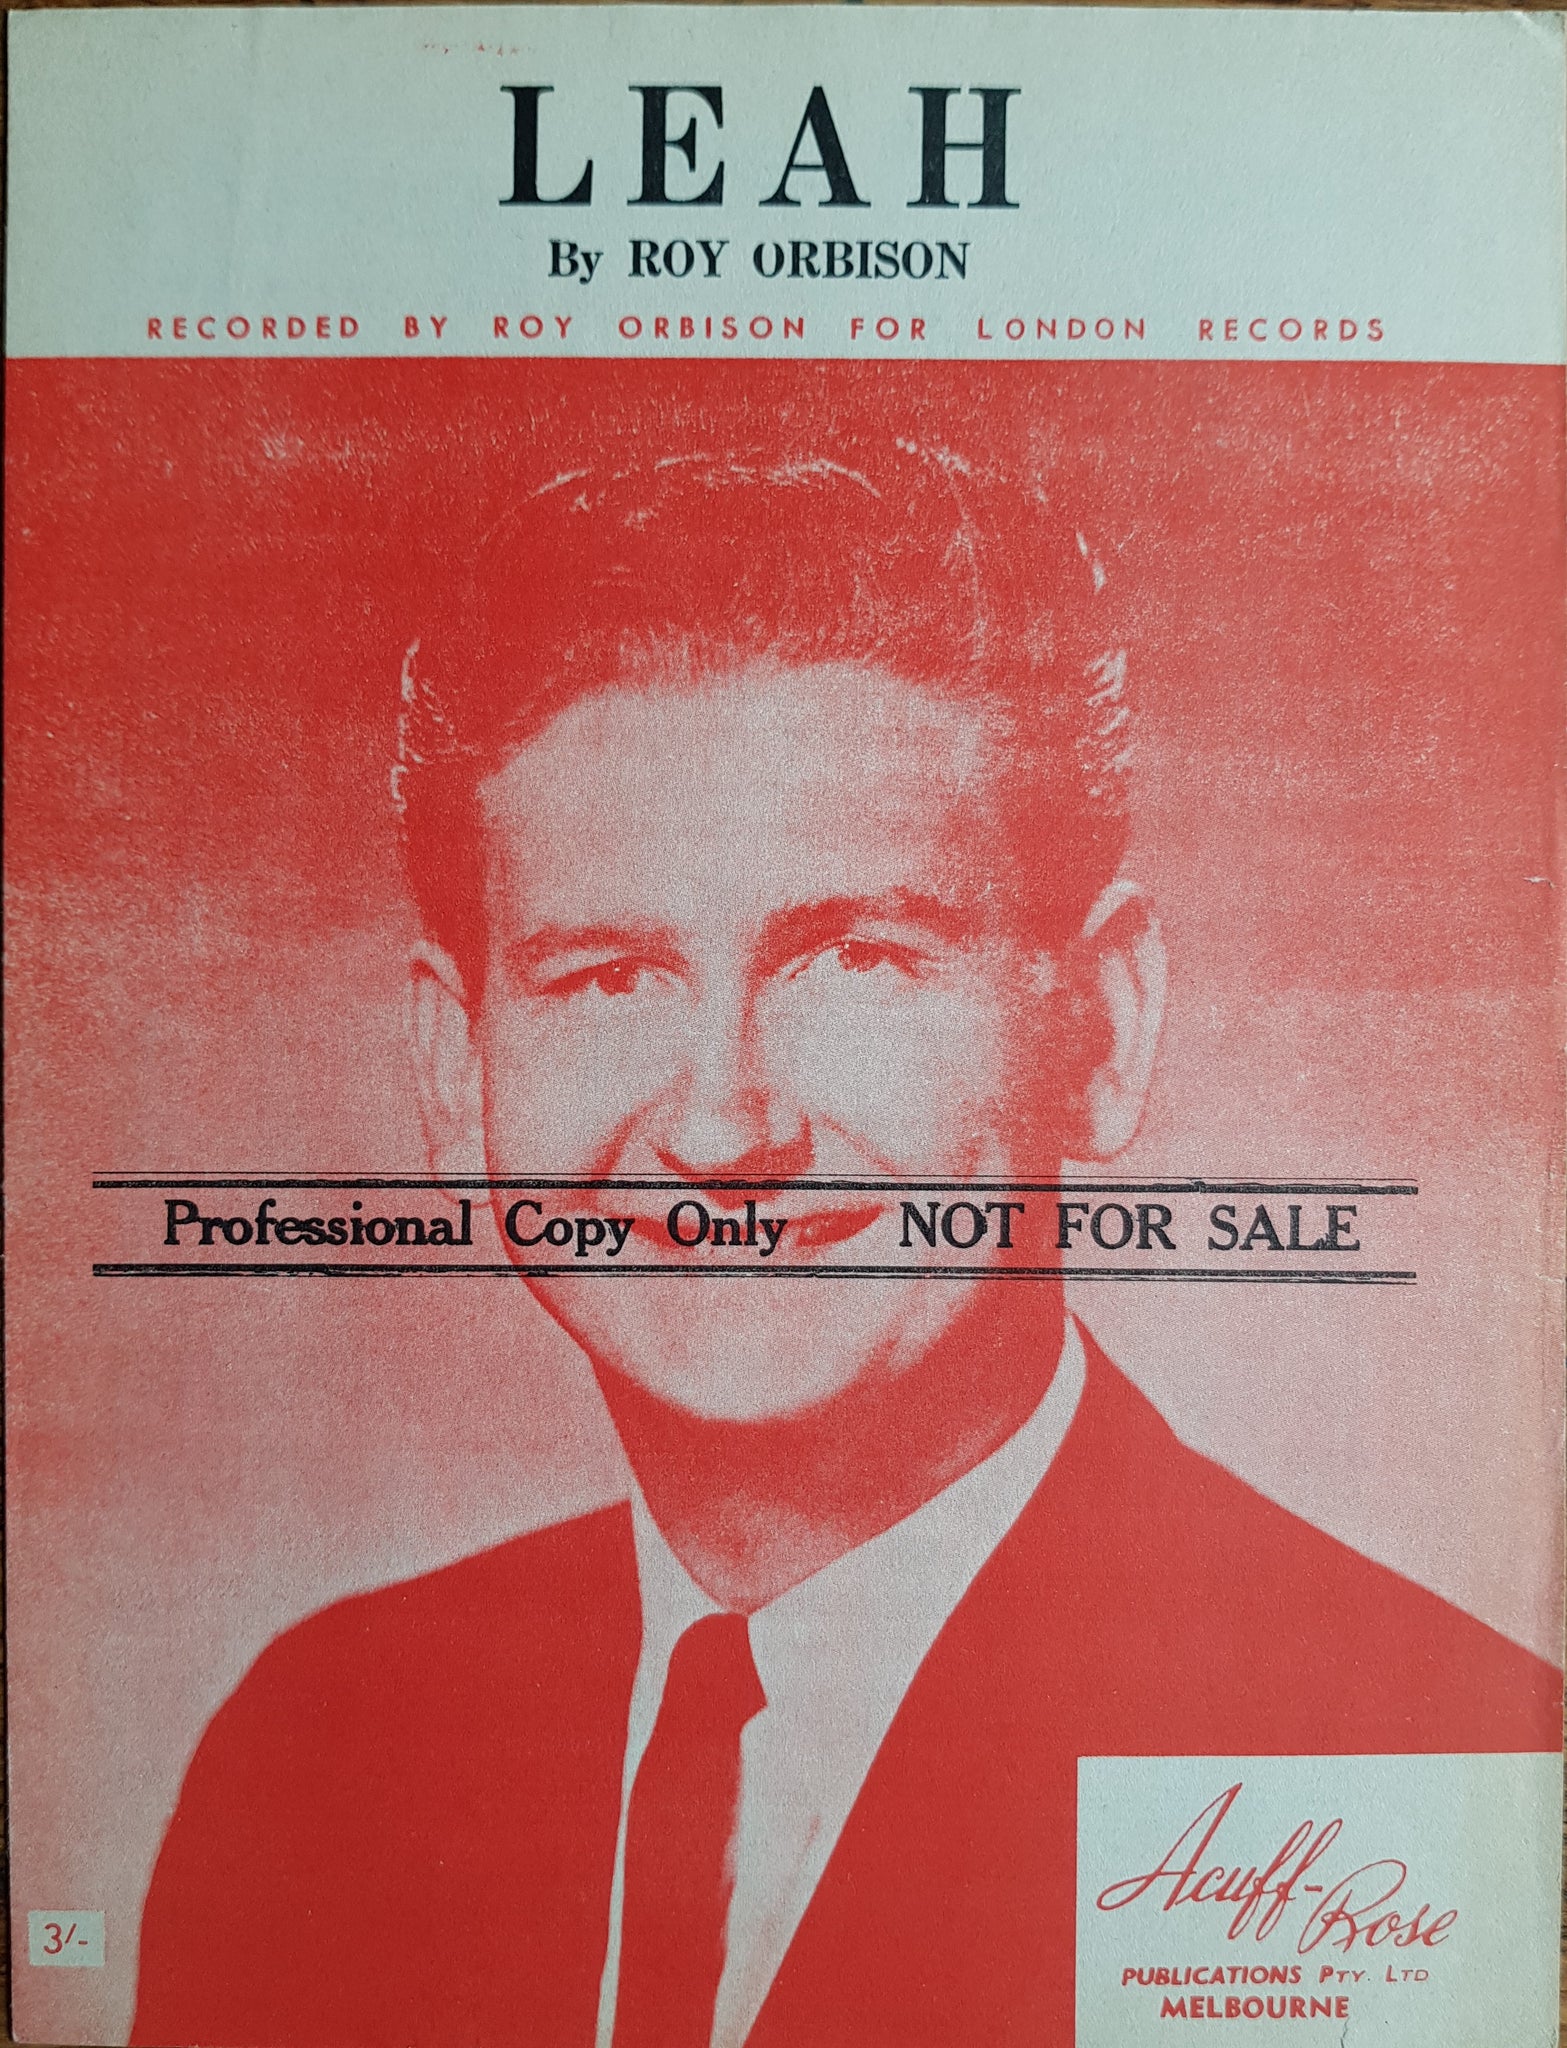 LEAH
By ROY ORBISON
RECORDED BY ROY ORBISON FOR LONDON RECORDS
Professional Copy Only NOT FOR SALE
3/-
Acuff-Rose
PUBLICATIONS PTY. LTD
MELBOURNE